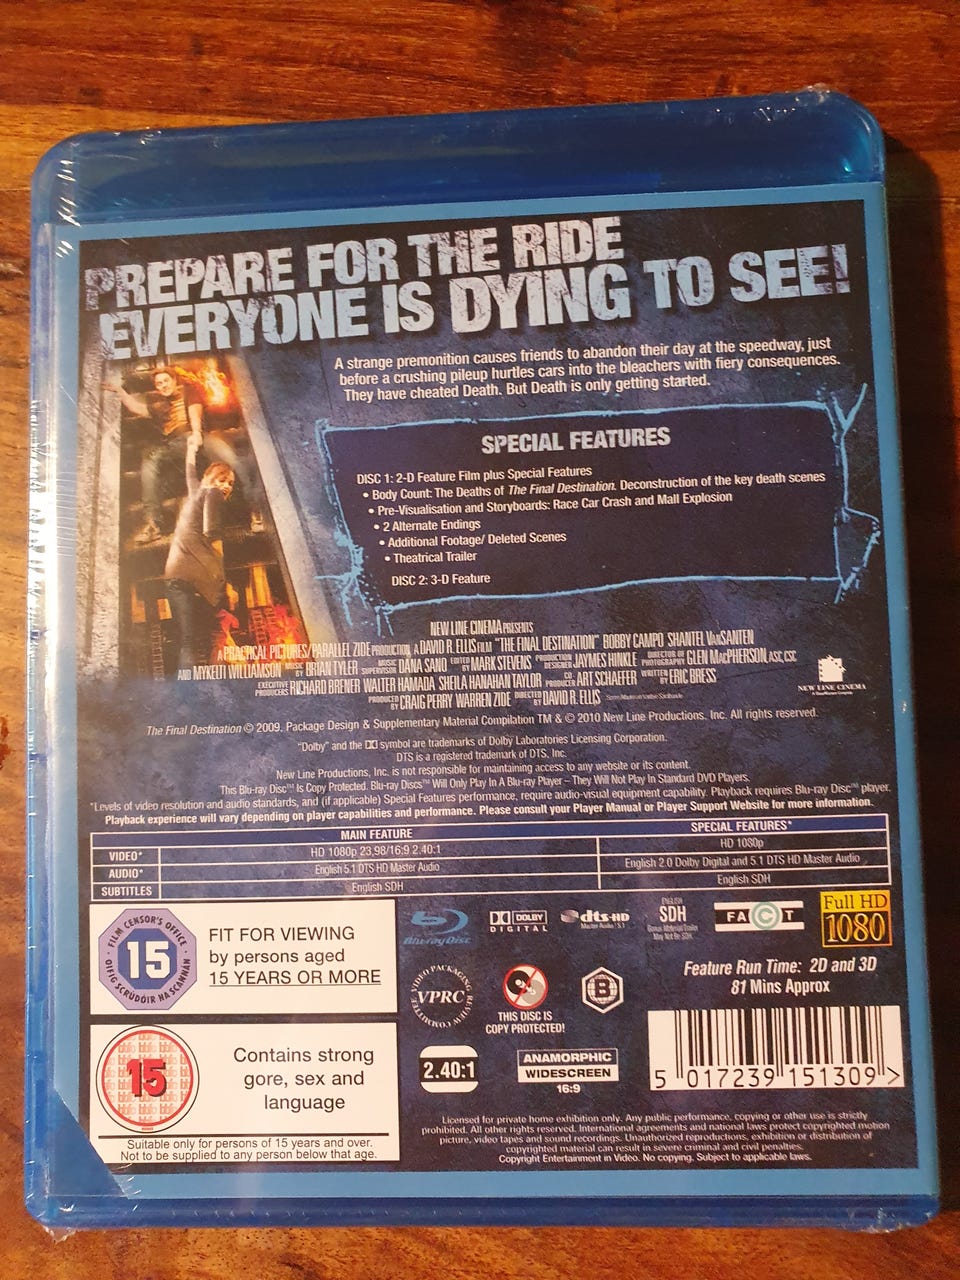 PREPARE FOR THE RIDE
EVERYONE IS DYING TO SEE!
A strange premonition causes friends to abandon their day at the speedway, just
before a crushing pileup hurtles cars into the bleachers with fiery consequences.
They have cheated Death. But Death is only getting started.
SPECIAL FEATURES
DISC 1: 2-D Feature Film plus Special Features
• Body Count: The Deaths of The Final Destination. Deconstruction of the key death scenes
• Pre-Visualisation and Storyboards: Race Car Crash and Mall Explosion
• 2 Alternate Endings
• Additional Footage/ Deleted Scenes
• Theatrical Trailer
DISC 2: 3-D Feature
NEW LINE CINEMA PRESENTS
A PRACTICAL PICTURES/PARALLEL ZIDE PRODUCTION A DAVID R. ELLIS FILM "THE FINAL DESTINATION" BOBBY CAMPO SHANTEL VANSANTEN
AND MYKELTI WILLIAMSON MUSIC BY BRIAN TYLER MUSIC SUPERVISOR DANA SANO EDITED BY MARK STEVENS PRODUCTION DESIGNER JAYMES HINKLE DIRECTOR OF PHOTOGRAPHY GLEN MACPHERSON, ASC, CSC
EXECUTIVE PRODUCERS RICHARD BRENER WALTER HAMADA SHEILA HANAHAN TAYLOR CO PRODUCER ART SCHAEFER WRITTEN BY ERIC BRESS
PRODUCED BY CRAIG PERRY WARREN ZIDE DIRECTED BY DAVID R. ELLIS
NEW LINE CINEMA
The Final Destination © 2009. Package Design & Supplementary Material Compilation TM & © 2010 New Line Productions, Inc. All rights reserved.
"Dolby" and the symbol are trademarks of Dolby Laboratories Licensing Corporation.
DTS is a registered trademark of DTS, Inc.
New Line Productions, Inc. is not responsible for maintaining access to any website or its content.
This Blu-ray Disc™ Is Copy Protected. Blu-ray Discs™ Will Only Play In A Blu-ray Player – They Will Not Play In Standard DVD Players.
*Levels of video resolution and audio standards, and (if applicable) Special Features performance, require audio-visual equipment capability. Playback requires Blu-ray Disc™ player.
Playback experience will vary depending on player capabilities and performance. Please consult your Player Manual or Player Support Website for more information.
MAIN FEATURE SPECIAL FEATURES*
VIDEO* HD 1080p 23,98/16:9 2.40:1 HD 1080p
AUDIO* English 5.1 DTS HD Master Audio English 2.0 Dolby Digital and 5.1 DTS HD Master Audio
SUBTITLES English SDH English SDH
FILM CENSOR'S OFFICE
15
OIFIG SCRÚDÓIR NA SCANNÁN
FIT FOR VIEWING
by persons aged
15 YEARS OR MORE
Blu-ray Disc
DOLBY
DIGITAL
dts-HD
Master Audio 5.1
ENGLISH
SDH
Bonus Material/Trailer
May Not Be SDH
FACT
Full HD
1080
VIDEO PACKAGING REVIEW COMMITTEE
VPRC
THIS DISC IS
COPY PROTECTED!
B
Feature Run Time: 2D and 3D
81 Mins Approx
15
Contains strong
gore, sex and
language
Suitable only for persons of 15 years and over.
Not to be supplied to any person below that age.
2.40:1
ANAMORPHIC
WIDESCREEN
16:9
5 017239 151309 >
Licensed for private home exhibition only. Any public performance, copying or other use is strictly
prohibited. All other rights reserved. International agreements and national laws protect copyrighted motion
picture, video tapes and sound recordings. Unauthorized reproductions, exhibition or distribution of
copyrighted material can result in severe criminal and civil penalties.
Copyright Entertainment in Video. No copying. Subject to applicable laws.